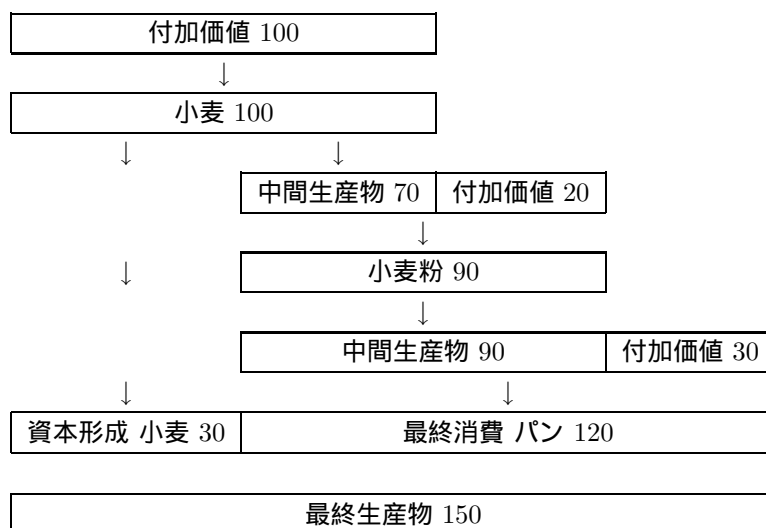 付加価値 100
↓
小麦 100
↓ ↓
中間生産物 70 付加価値 20
↓
↓ 小麦粉 90
↓
中間生産物 90 付加価値 30
↓ ↓
資本形成 小麦 30 最終消費 パン 120
最終生産物 150